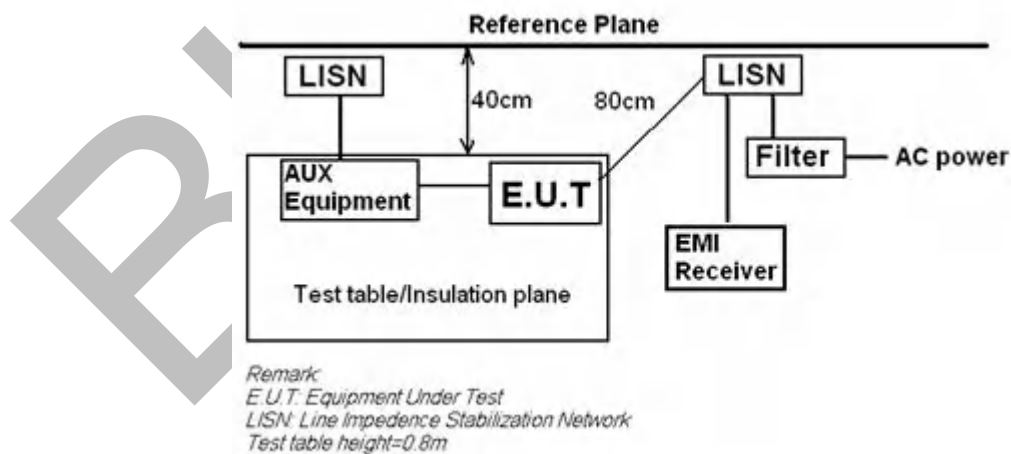 Reference Plane
LISN
LISN
40cm
80cm
Filter
AC power
AUX
Equipment
E.U.T
EMI
Receiver
Test table/Insulation plane
Remark
E.U.T: Equipment Under Test
LISN: Line Impedence Stabilization Network
Test table height=0.8m